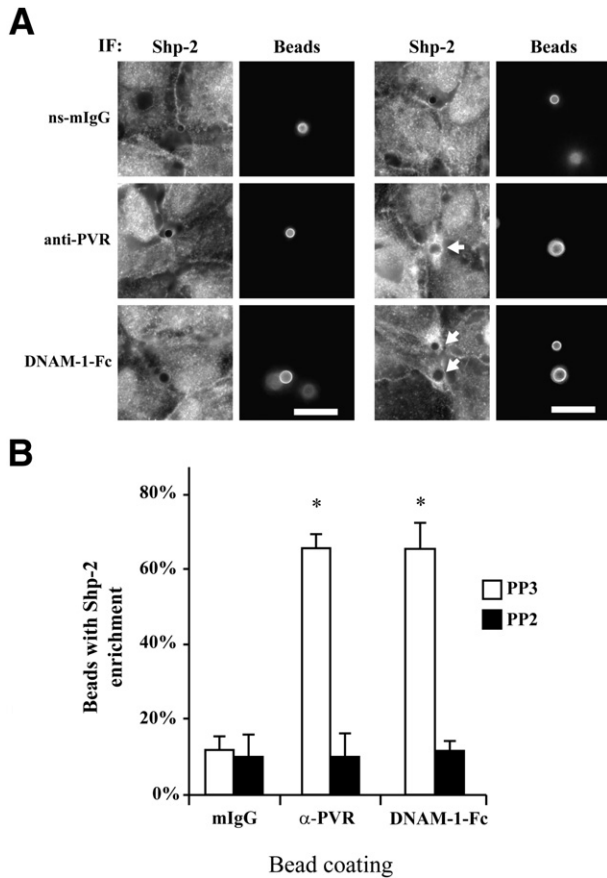 A
IF: Shp-2 Beads Shp-2 Beads
ns-mIgG
anti-PVR
DNAM-1-Fc
B
Beads with Shp-2
enrichment
80%
60%
40%
20%
0%
* *
PP3
PP2
mIgG α-PVR DNAM-1-Fc
Bead coating